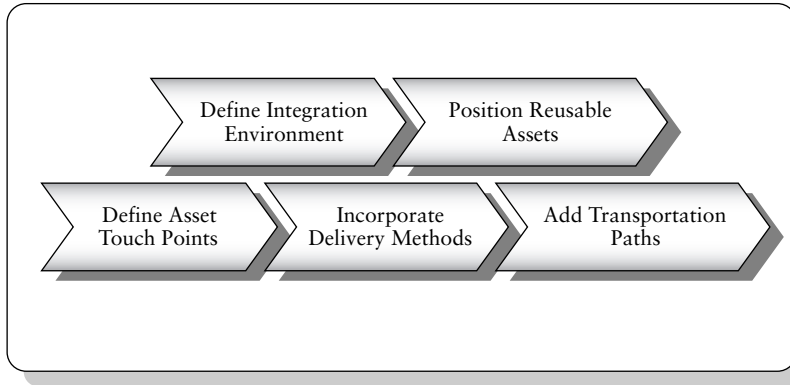 Define Integration
Environment
Position Reusable
Assets
Define Asset
Touch Points
Incorporate
Delivery Methods
Add Transportation
Paths